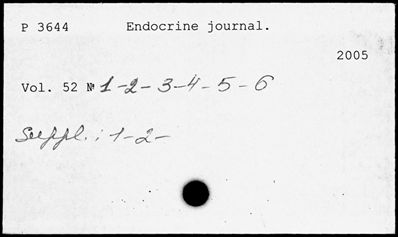 P 3644 Endocrine journal.
2005
Vol. 52 № 1-2-3-4-5-6
Suppl.: 1-2-